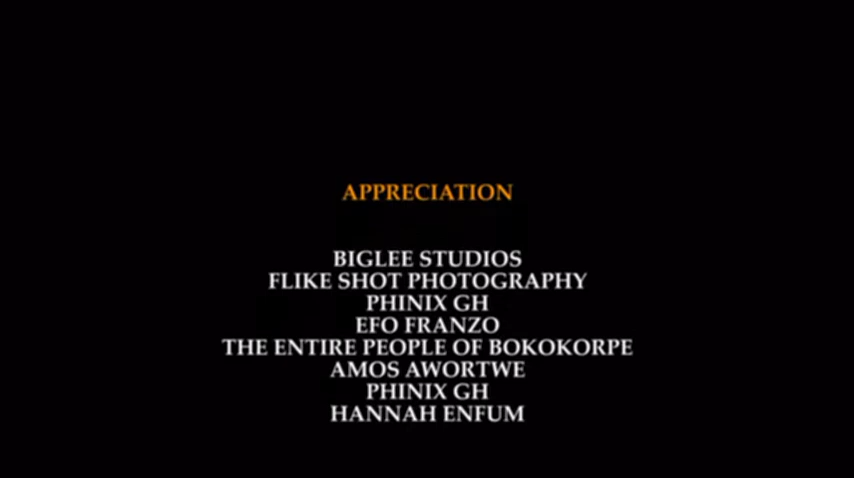 APPRECIATION
BIGLEE STUDIOS
FLIKE SHOT PHOTOGRAPHY
PHINIX GH
EFO FRANZO
THE ENTIRE PEOPLE OF BOKOKORPE
AMOS AWORTWE
PHINIX GH
HANNAH ENFUM